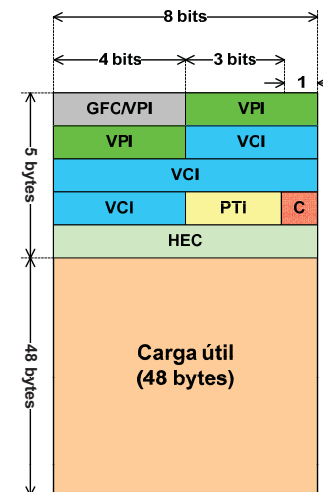 8 bits
4 bits
3 bits
1
GFC/VPI
VPI
VPI
VCI
VCI
VCI
PTi
C
HEC
5 bytes
48 bytes
Carga útil
(48 bytes)